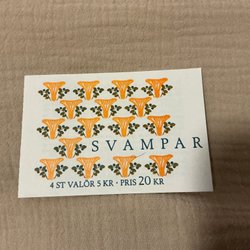 SVAMPAR
4 ST VALÖR 5 KR · PRIS 20 KR